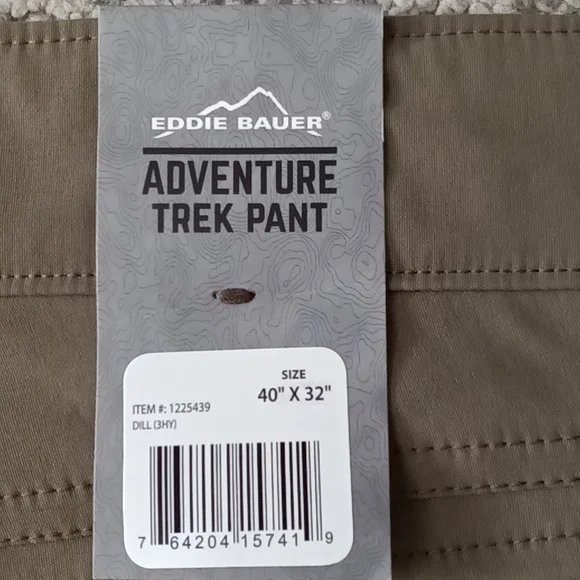 EDDIE BAUER®
ADVENTURE
TREK PANT
SIZE
40" X 32"
ITEM #: 1225439
DILL (3HY)
7 64204 15741 9